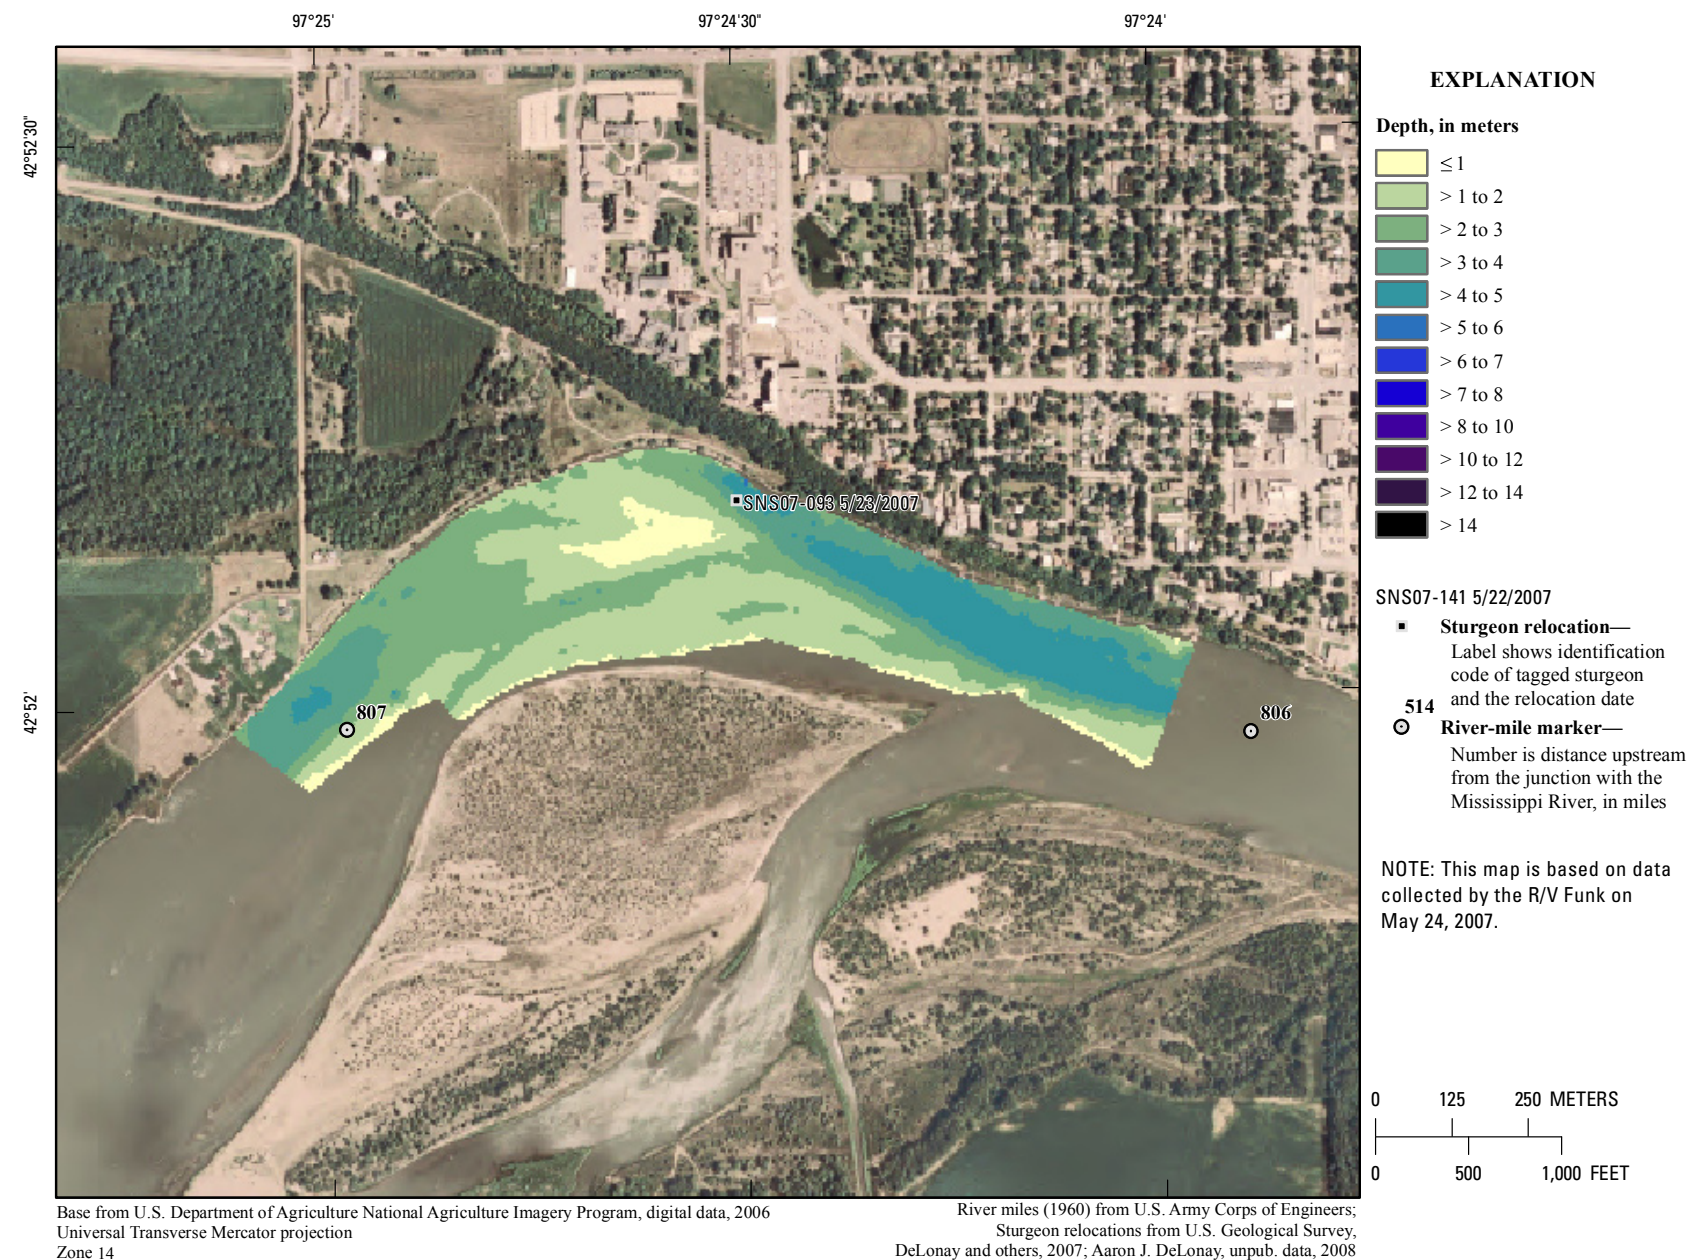 97°25'
97°24'30"
97°24'
42°52'30"
42°52'
SNS07-093 5/23/2007
807
806
EXPLANATION
Depth, in meters
≤ 1
> 1 to 2
> 2 to 3
> 3 to 4
> 4 to 5
> 5 to 6
> 6 to 7
> 7 to 8
> 8 to 10
> 10 to 12
> 12 to 14
> 14
SNS07-141 5/22/2007
Sturgeon relocation—
Label shows identification
code of tagged sturgeon
and the relocation date
514
River-mile marker—
Number is distance upstream
from the junction with the
Mississippi River, in miles
NOTE: This map is based on data
collected by the R/V Funk on
May 24, 2007.
0 125 250 METERS
0 500 1,000 FEET
Base from U.S. Department of Agriculture National Agriculture Imagery Program, digital data, 2006
Universal Transverse Mercator projection
Zone 14
River miles (1960) from U.S. Army Corps of Engineers;
Sturgeon relocations from U.S. Geological Survey,
DeLonay and others, 2007; Aaron J. DeLonay, unpub. data, 2008